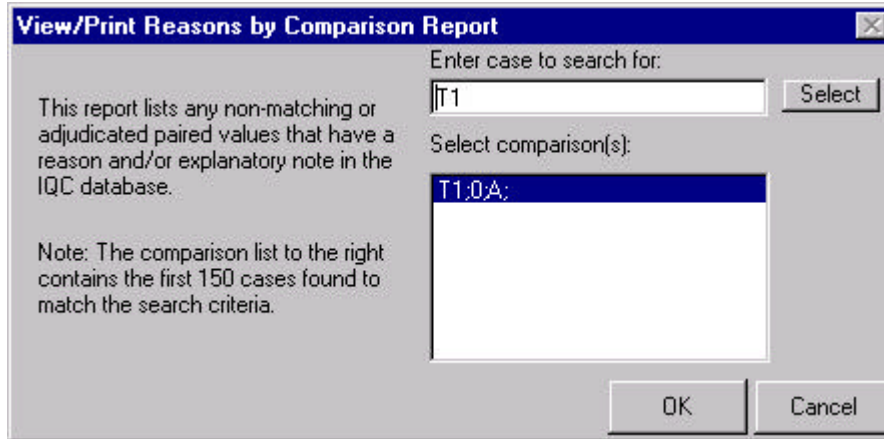 View/Print Reasons by Comparison Report
Enter case to search for:
T1
Select
This report lists any non-matching or
adjudicated paired values that have a
reason and/or explanatory note in the
IQC database.
Select comparison(s):
T1;0;A;
Note: The comparison list to the right
contains the first 150 cases found to
match the search criteria.
OK
Cancel